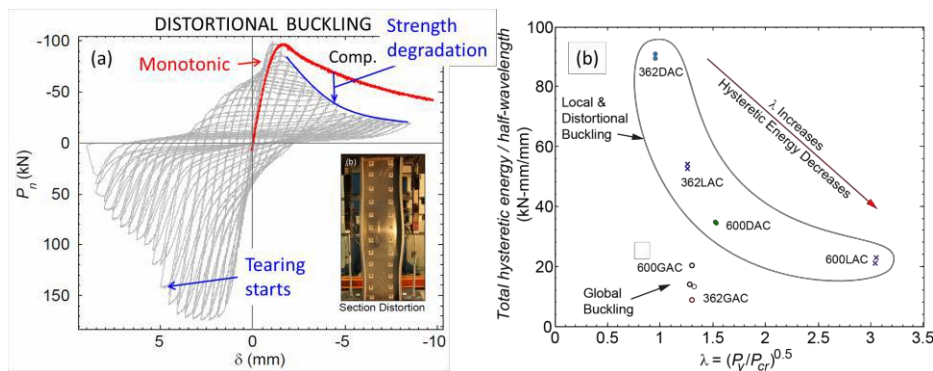 DISTORTIONAL BUCKLING
(a)
Monotonic
Comp.
Strength
degradation
Tearing
starts
(b)
Section Distortion
-100
-50
0
50
100
150
Pn (kN)
5
0
-5
-10
δ (mm)
(b)
Total hysteretic energy / half-wavelength
(kN-mm/mm)
100
80
60
40
20
0
362DAC
Local &
Distortional
Buckling
λ Increases
Hysteretic Energy Decreases
362LAC
600DAC
600LAC
600GAC
Global
Buckling
362GAC
0
0.5
1
1.5
2
2.5
3
3.5
λ = (Py/Pcr)0.5